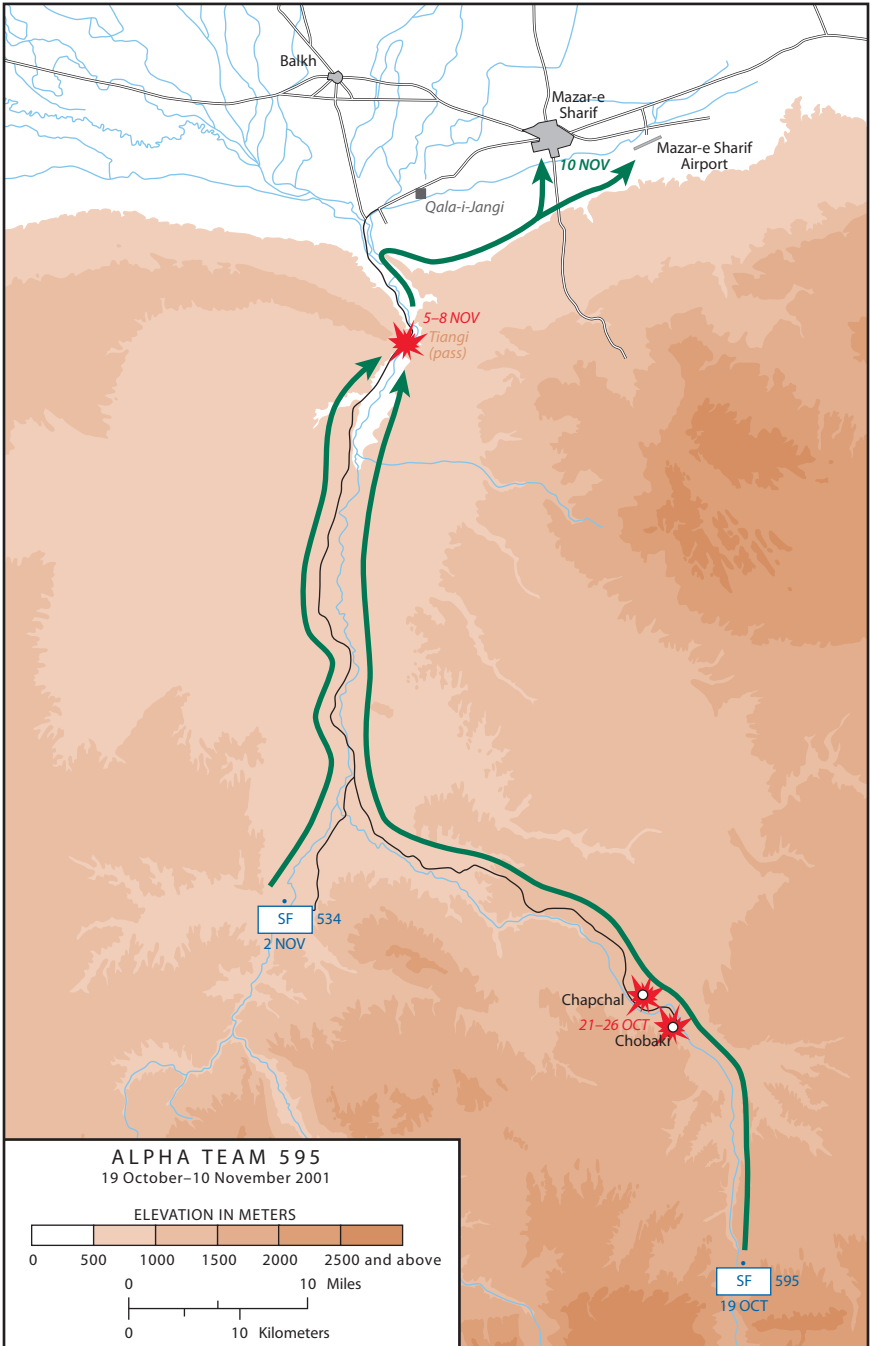 Balkh
Mazar-e
Sharif
Mazar-e Sharif
Airport
10 NOV
Qala-i-Jangi
5–8 NOV
Tiangi
(pass)
SF 534
2 NOV
Chapchal
21–26 OCT
Chobaki
SF 595
19 OCT
ALPHA TEAM 595
19 October–10 November 2001
ELEVATION IN METERS
0 500 1000 1500 2000 2500 and above
0 10 Miles
0 10 Kilometers